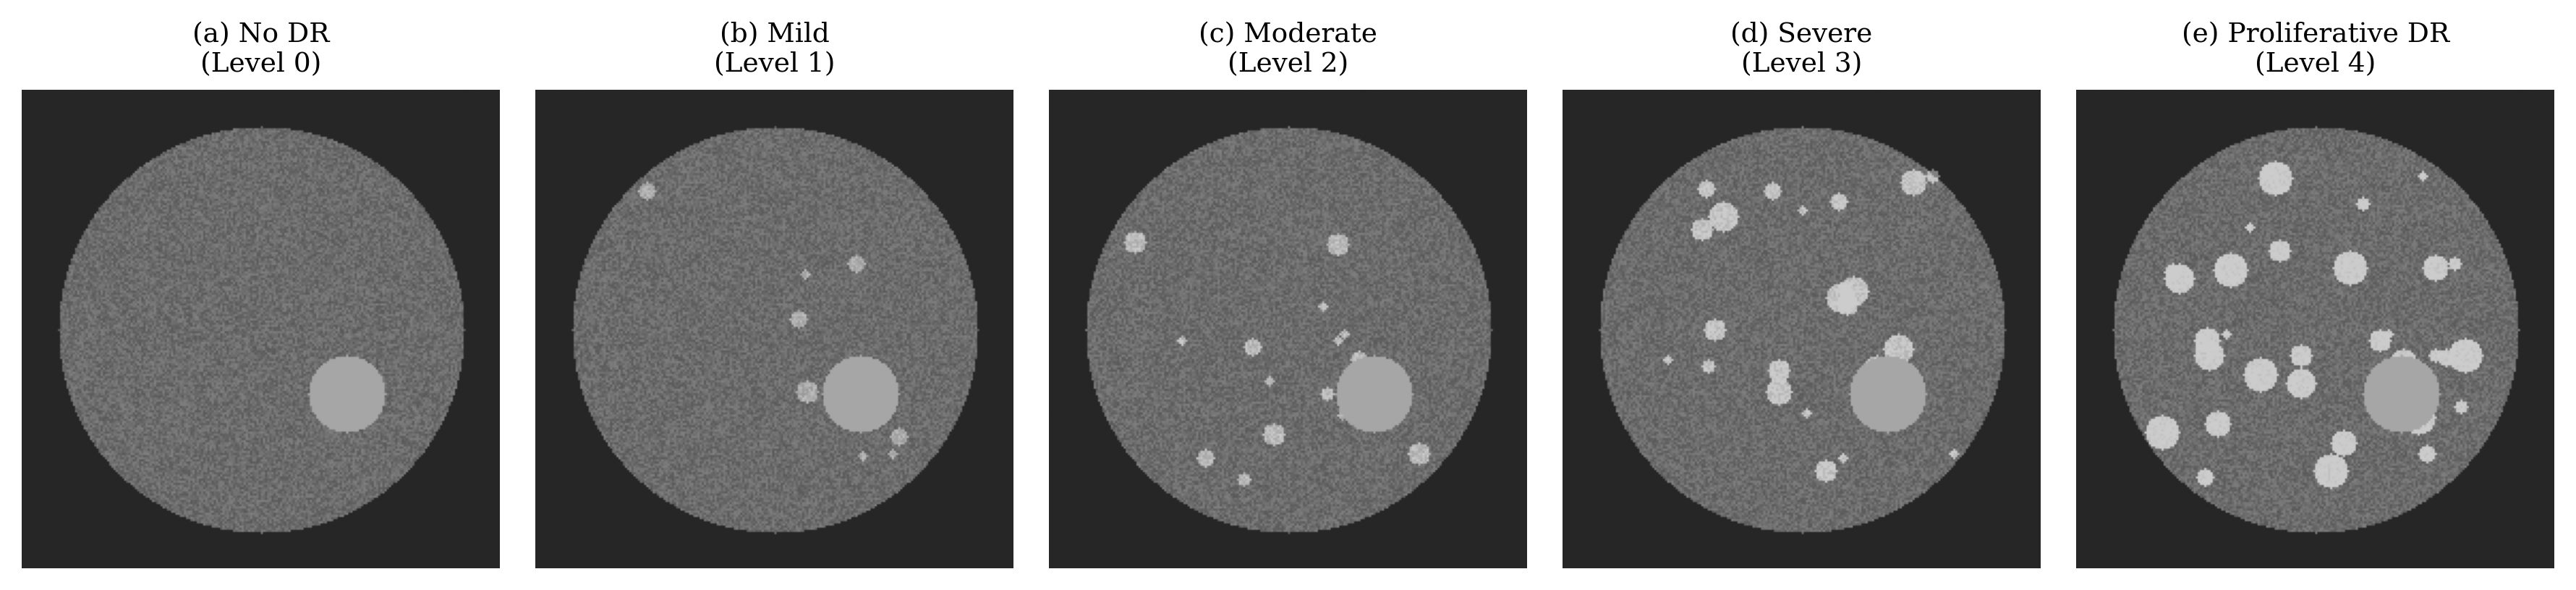 (a) No DR
(Level 0)
(b) Mild
(Level 1)
(c) Moderate
(Level 2)
(d) Severe
(Level 3)
(e) Proliferative DR
(Level 4)